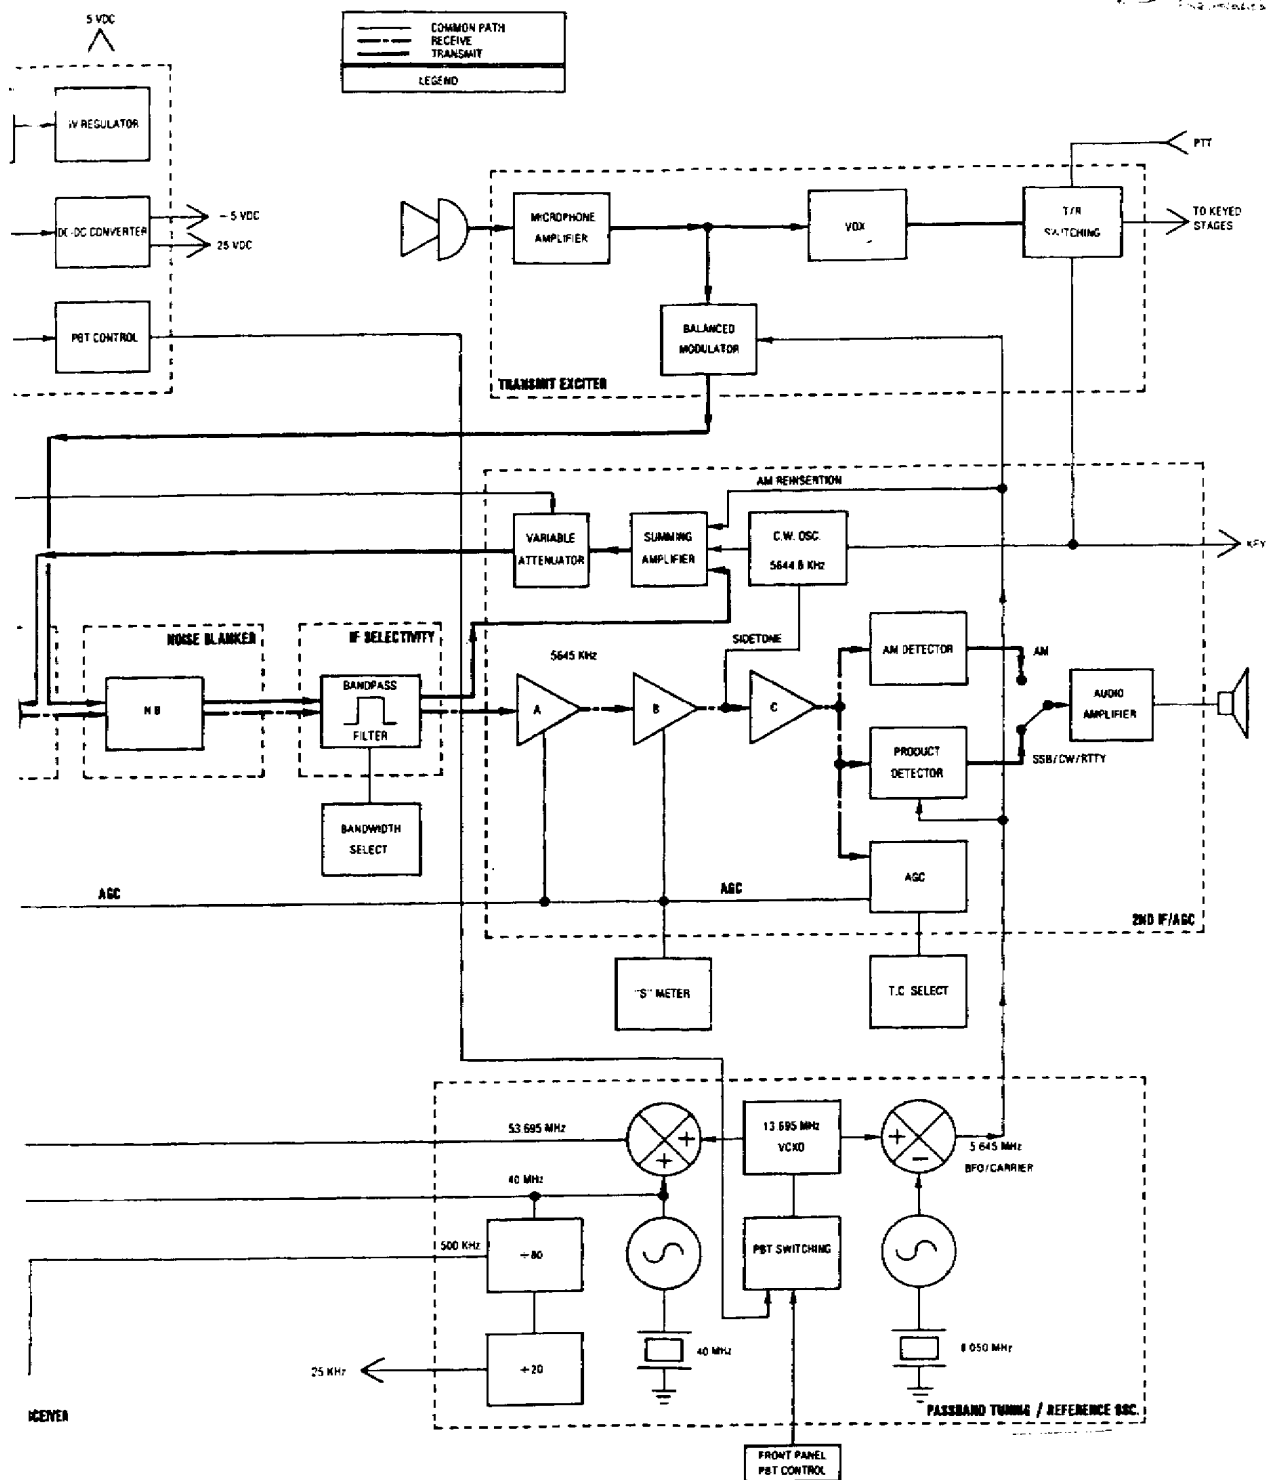 5 VDC
COMMON PATH
RECEIVE
TRANSMIT
LEGEND
REGULATOR
DC-DC CONVERTER
– 5 VDC
25 VDC
PBT CONTROL
PTT
MICROPHONE
AMPLIFIER
VOX
T/R
SWITCHING
TO KEYED
STAGES
BALANCED
MODULATOR
TRANSMIT EXCITER
AM REINSERTION
VARIABLE
ATTENUATOR
SUMMING
AMPLIFIER
C.W. OSC.
5644.8 KHz
KEY
SIDETONE
NOISE BLANKER
IF SELECTIVITY
5645 KHz
NB
BANDPASS
FILTER
A
B
C
AM DETECTOR
AM
PRODUCT
DETECTOR
AUDIO
AMPLIFIER
SSB/CW/RTTY
BANDWIDTH
SELECT
AGC
AGC
AGC
2ND IF/AGC
"S" METER
T.C SELECT
53.695 MHz
+
+
13.695 MHz
VCXO
+
–
5.645 MHz
BFO/CARRIER
40 MHz
500 KHz
÷80
PBT SWITCHING
÷20
25 KHz
40 MHz
8.050 MHz
PASSBAND TUNING / REFERENCE OSC.
FRONT PANEL
PBT CONTROL